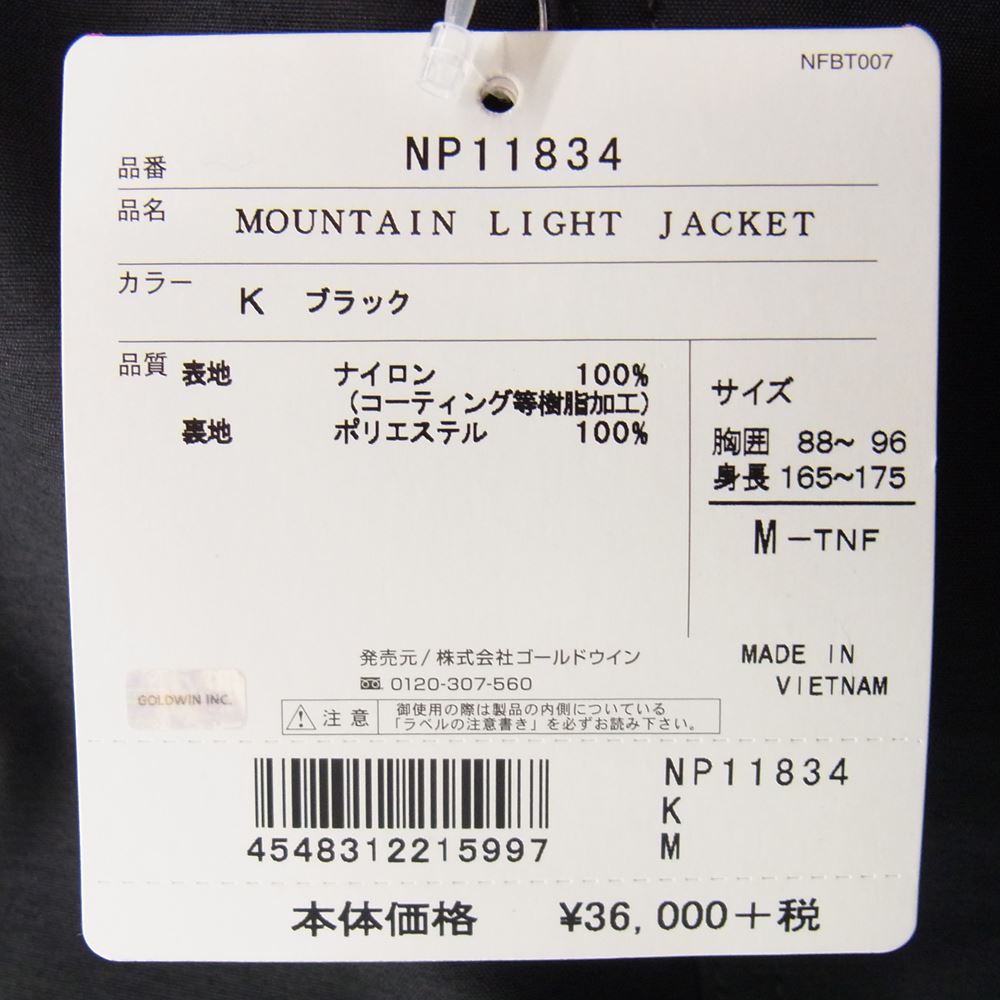 NFBT007
品番 NP11834
品名 MOUNTAIN LIGHT JACKET
カラー K ブラック
品質 表地 ナイロン 100%
(コーティング等樹脂加工)
裏地 ポリエステル 100%
サイズ
胸囲 88~ 96
身長 165~175
M-TNF
発売元/株式会社ゴールドウイン
0120-307-560
MADE IN
VIETNAM
GOLDWIN INC.
注意 御使用の際は製品の内側についている
「ラベルの注意書き」を必ずお読み下さい。
4548312215997
NP11834
K
M
本体価格 ¥36,000+税